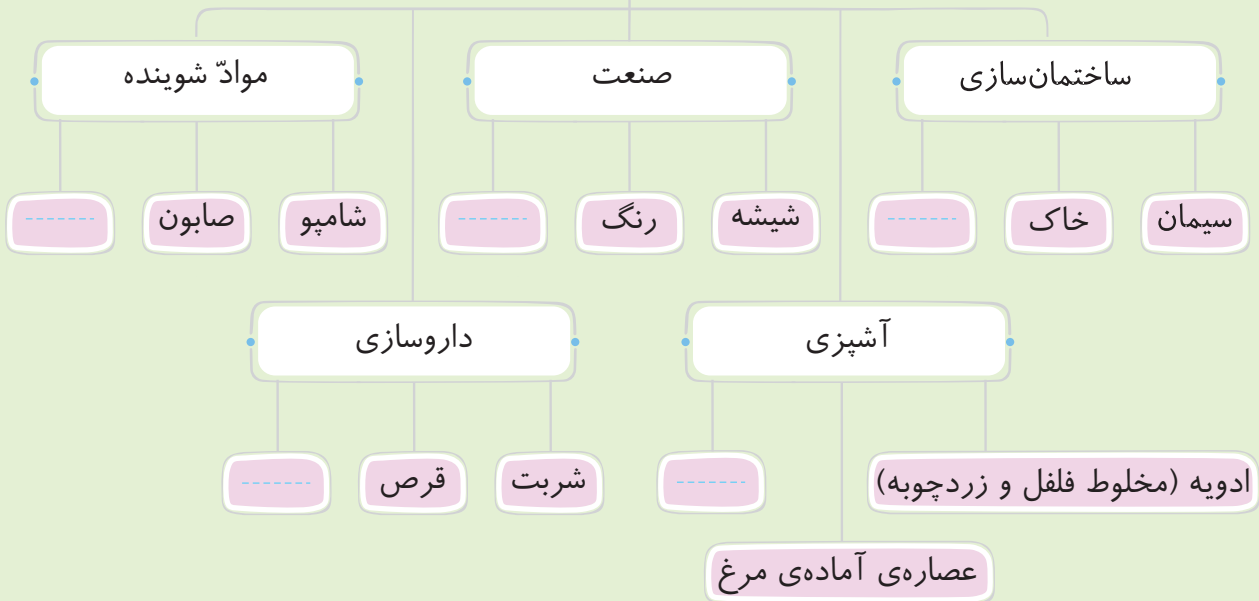 ساختمان‌سازی
صنعت
موادّ شوینده
سیمان
خاک
شیشه
رنگ
شامپو
صابون
آشپزی
داروسازی
ادویه (مخلوط فلفل و زردچوبه)
شربت
قرص
عصاره‌ی آماده‌ی مرغ